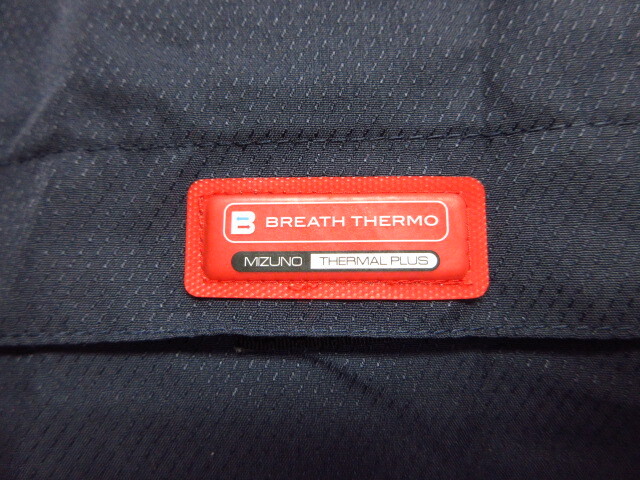 B BREATH THERMO
MIZUNO THERMAL PLUS